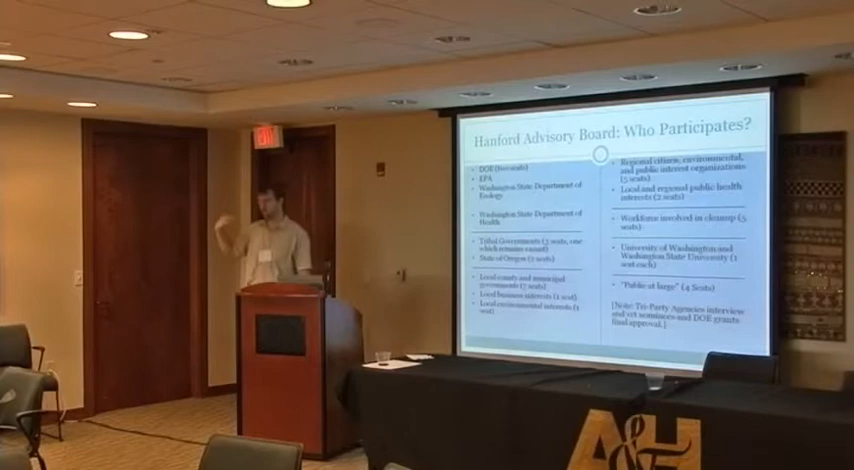 Hanford Advisory Board: Who Participates?
• DOE (live seats)
• EPA
• Washington State Department of
Ecology
• Washington State Department of
Health
• Tribal Governments (3 seats, one
which remains vacant)
• State of Oregon (2 seats)
• Local county and municipal
governments (7 seats)
• Local business interests (1 seat)
• Local environmental interests (1
seat)
• Regional citizen, environmental,
and public interest organizations
(5 seats)
• Local and regional public health
interests (2 seats)
• Workforce involved in cleanup (5
seats)
• University of Washington and
Washington State University (1
seat each)
• "Public at large" (4 Seats)
[Note: Tri-Party Agencies interview
and vet nominees and DOE grants
final approval.]
EXIT
A&H